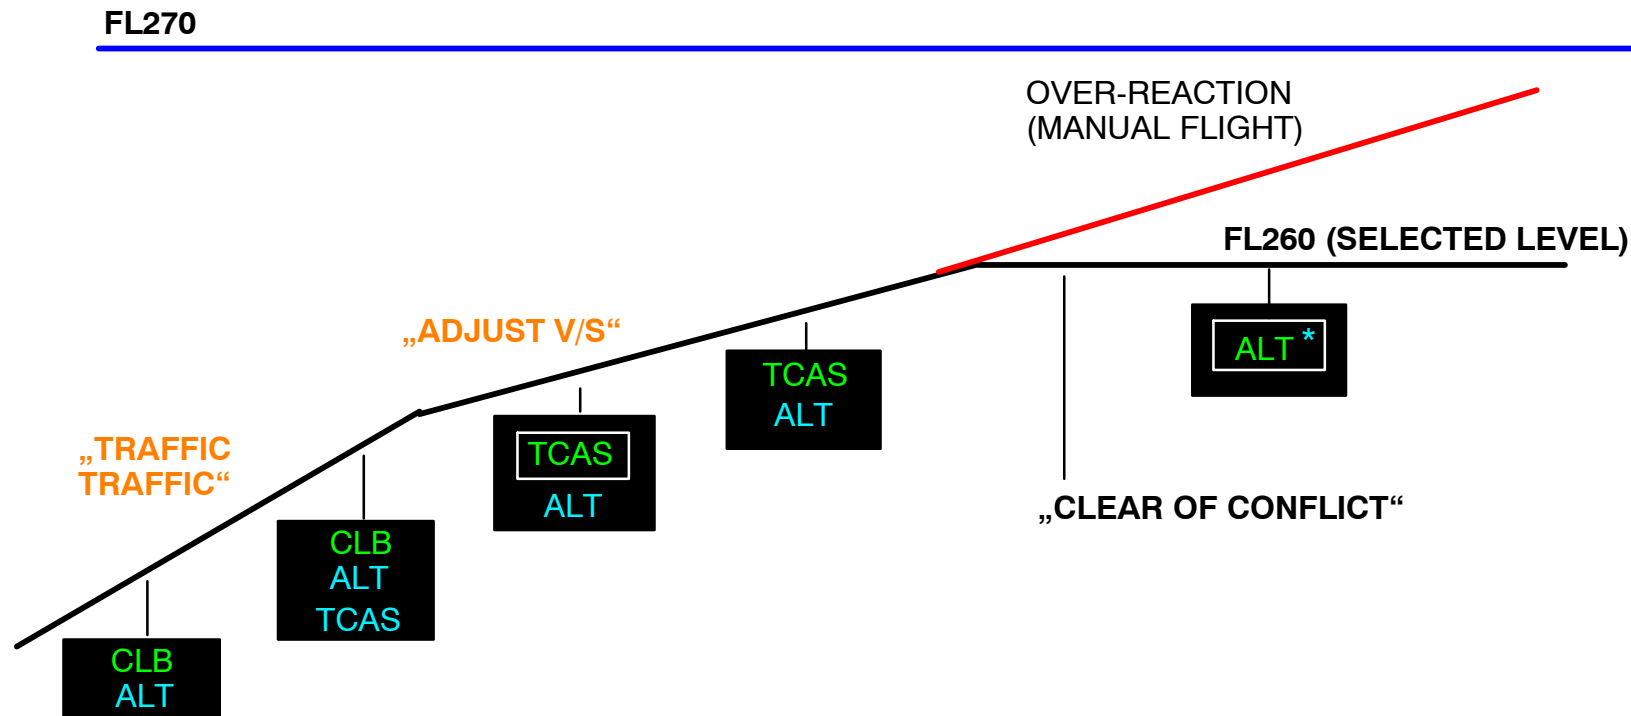 FL270
OVER-REACTION
(MANUAL FLIGHT)
FL260 (SELECTED LEVEL)
„ADJUST V/S“
ALT *
TCAS
ALT
„TRAFFIC
TRAFFIC“
TCAS
ALT
„CLEAR OF CONFLICT“
CLB
ALT
TCAS
CLB
ALT